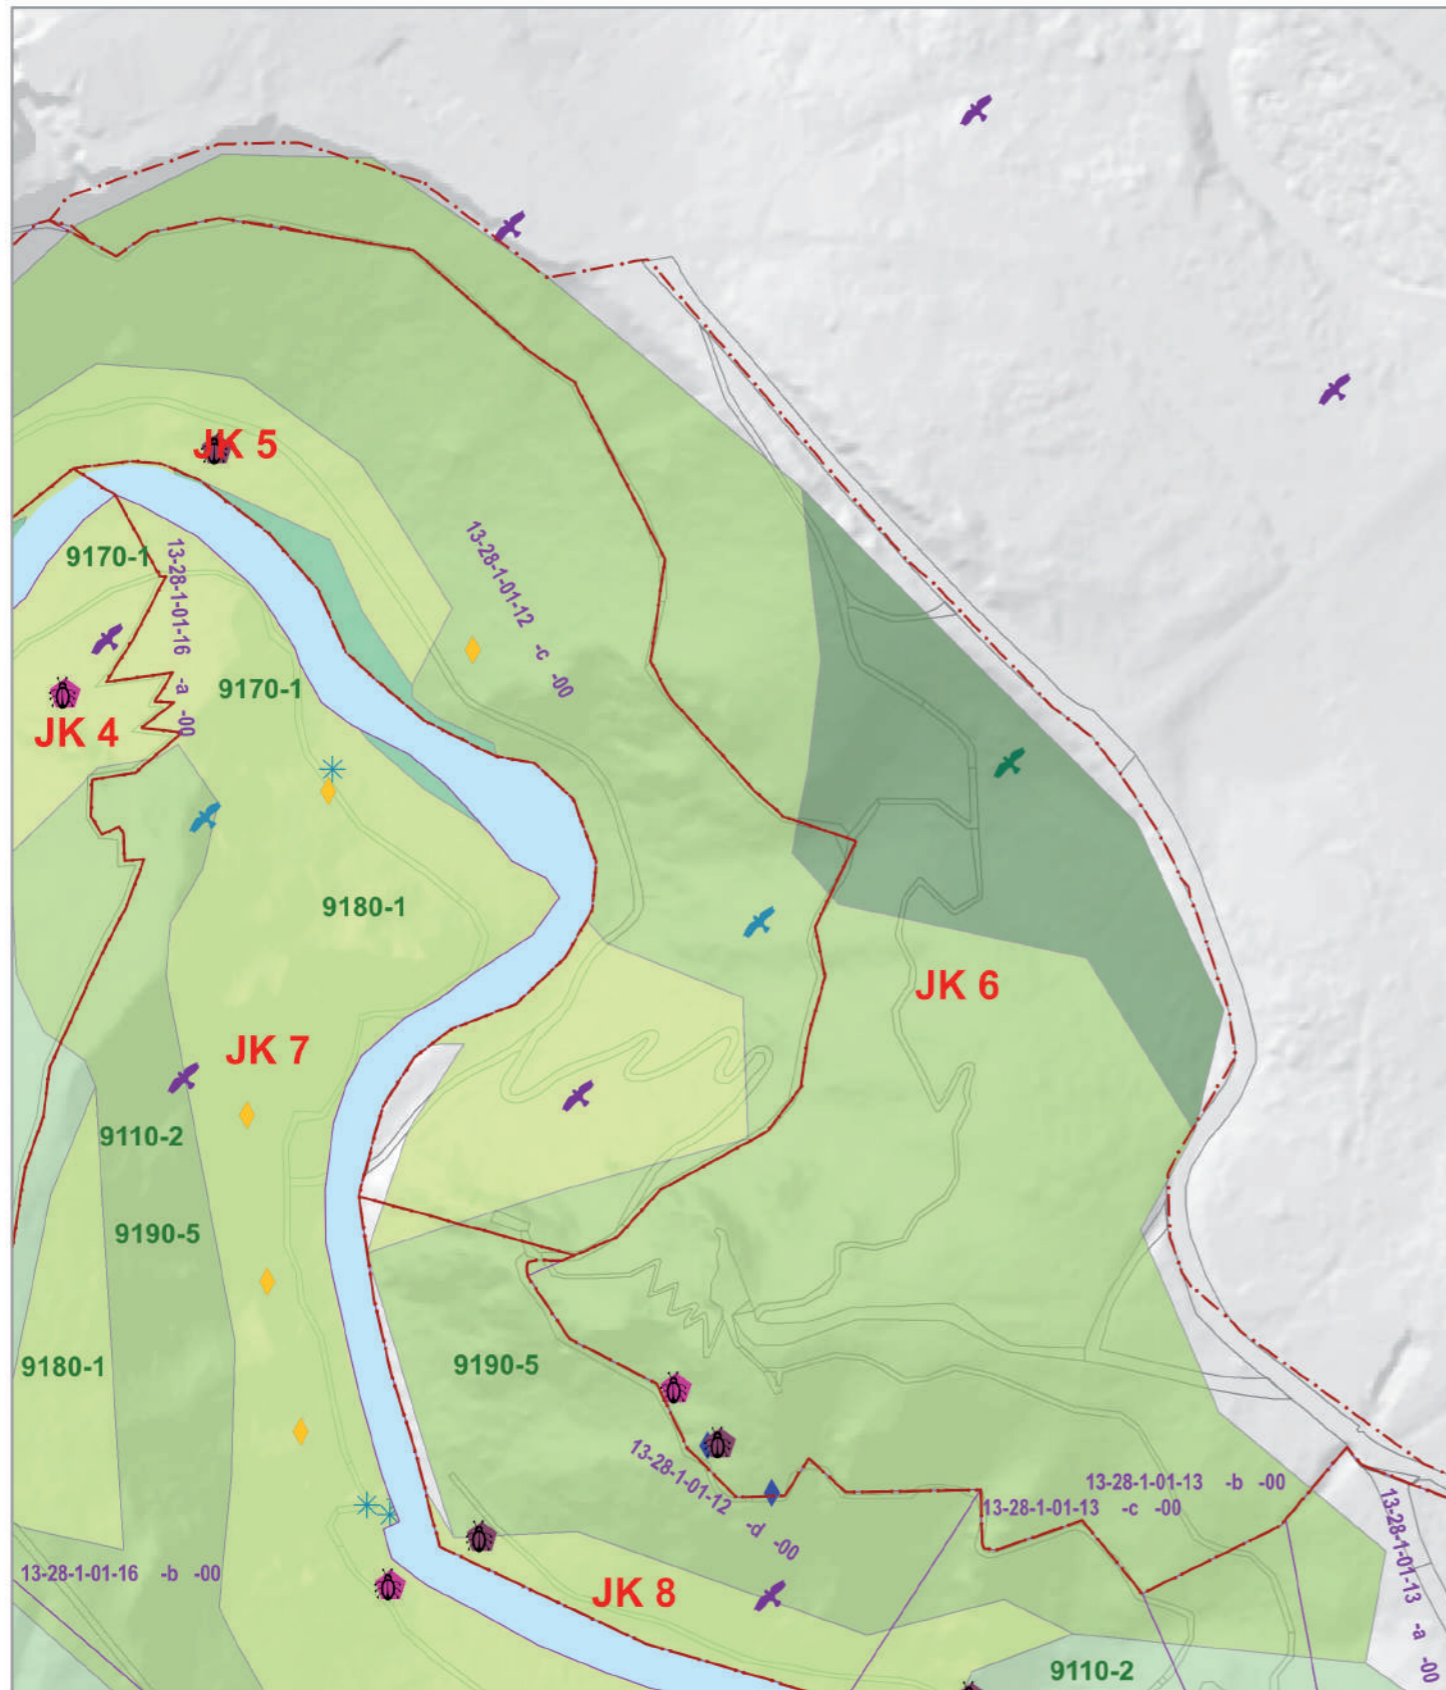 JK 5
9170-1
13-28-1-01-16 -a -00
13-28-1-01-12 -c -00
9170-1
JK 4
9180-1
JK 6
JK 7
9110-2
9190-5
9180-1
9190-5
13-28-1-01-12 -d -00
13-28-1-01-13 -b -00
13-28-1-01-13 -c -00
13-28-1-01-13 -a -00
13-28-1-01-16 -b -00
JK 8
9110-2